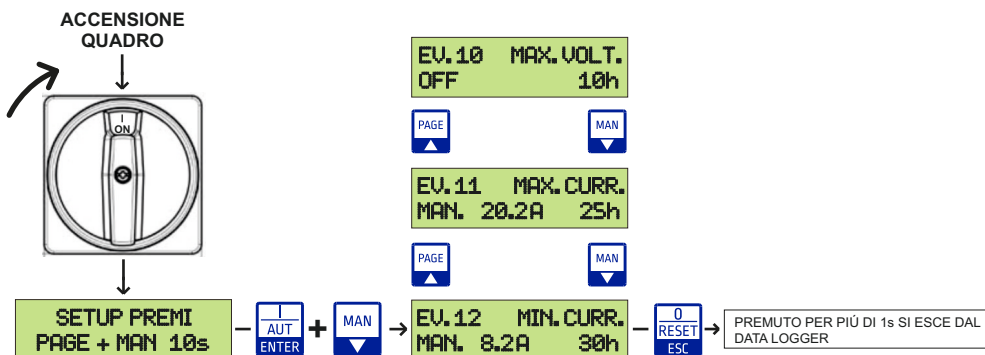 ACCENSIONE
QUADRO
I
ON
SETUP PREMI
PAGE + MAN 10s
I
AUT
ENTER
+
MAN
EV.10 MAX.VOLT.
OFF 10h
PAGE
MAN
EV.11 MAX.CURR.
MAN. 20.2A 25h
PAGE
MAN
EV.12 MIN.CURR.
MAN. 8.2A 30h
0
RESET
ESC
PREMUTO PER PIÚ DI 1s SI ESCE DAL
DATA LOGGER